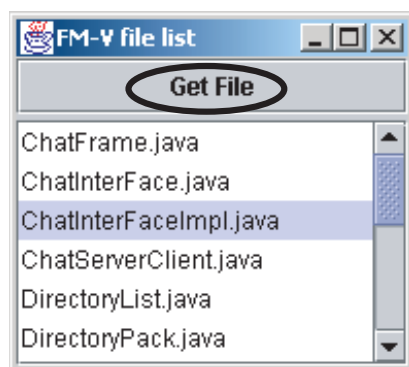 FM-V file list
Get File
ChatFrame.java
ChatInterFace.java
ChatInterFaceImpl.java
ChatServerClient.java
DirectoryList.java
DirectoryPack.java